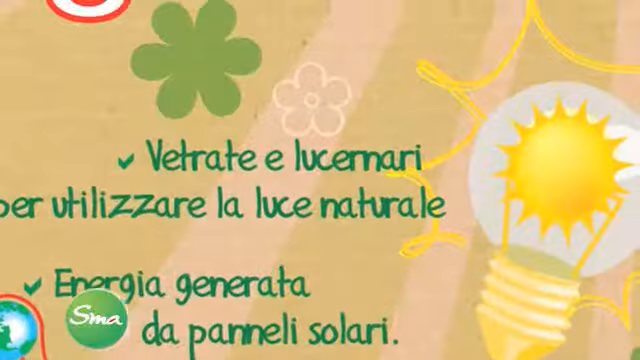 Vetrate e lucernari
per utilizzare la luce naturale
Energia generata
Sma
da panneli solari.